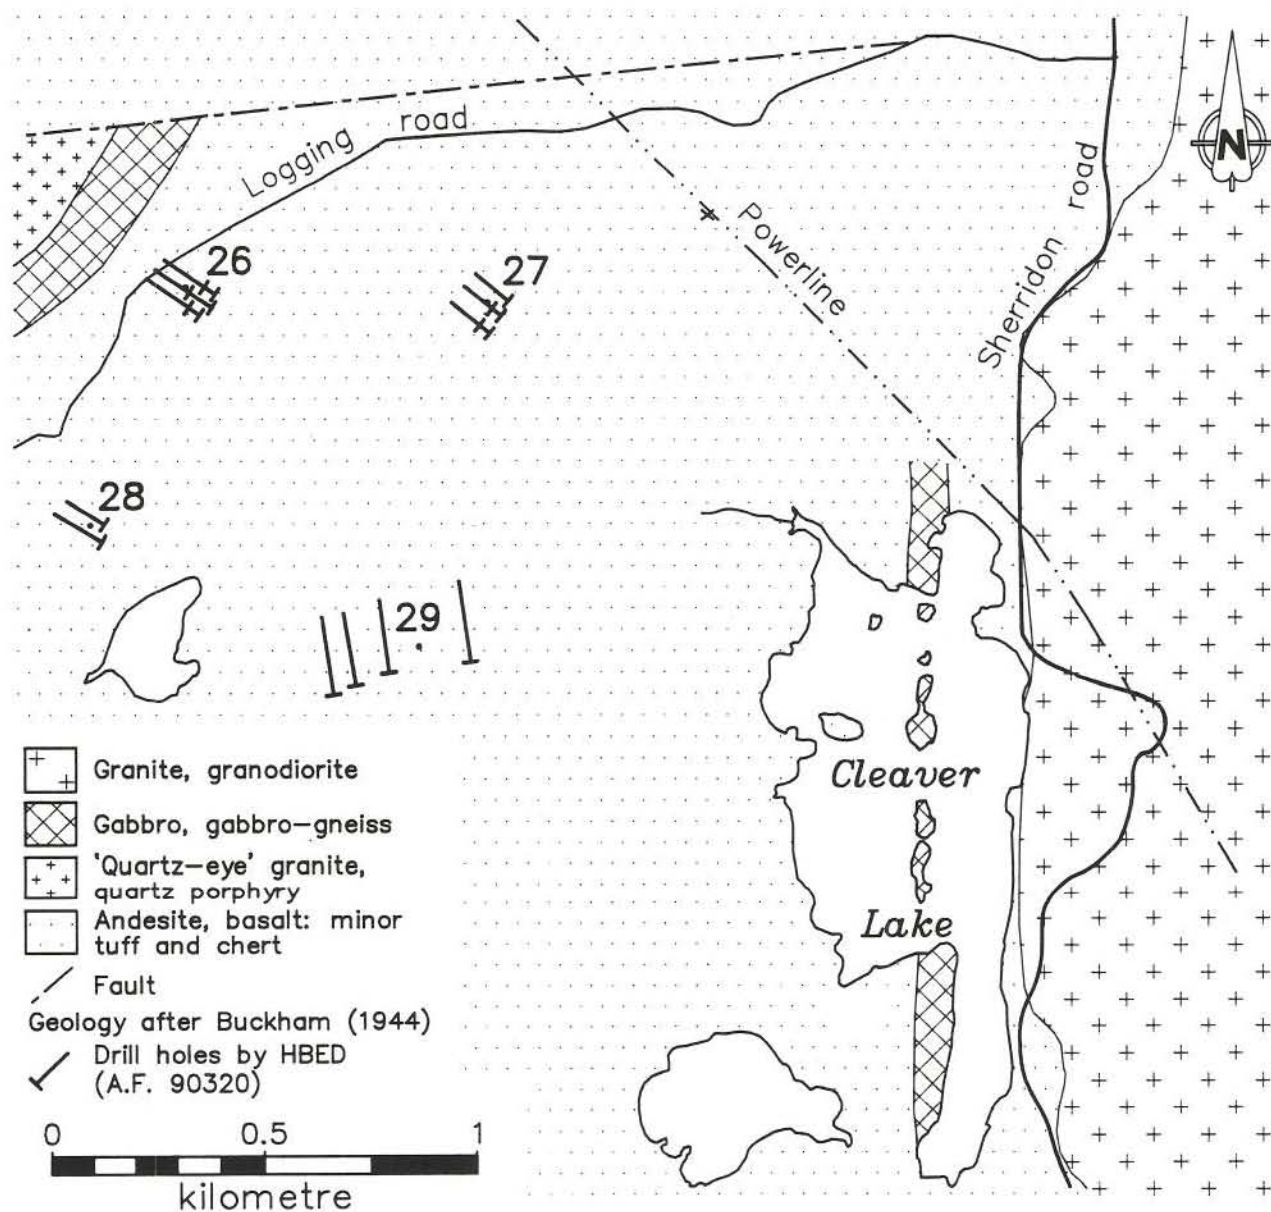 Logging road
road
N
26
27
Powerline
Sherridon
28
29
Granite, granodiorite
Gabbro, gabbro-gneiss
'Quartz-eye' granite,
quartz porphyry
Andesite, basalt: minor
tuff and chert
Fault
Geology after Buckham (1944)
Drill holes by HBED
(A.F. 90320)
0 0.5 1
kilometre
Cleaver
Lake